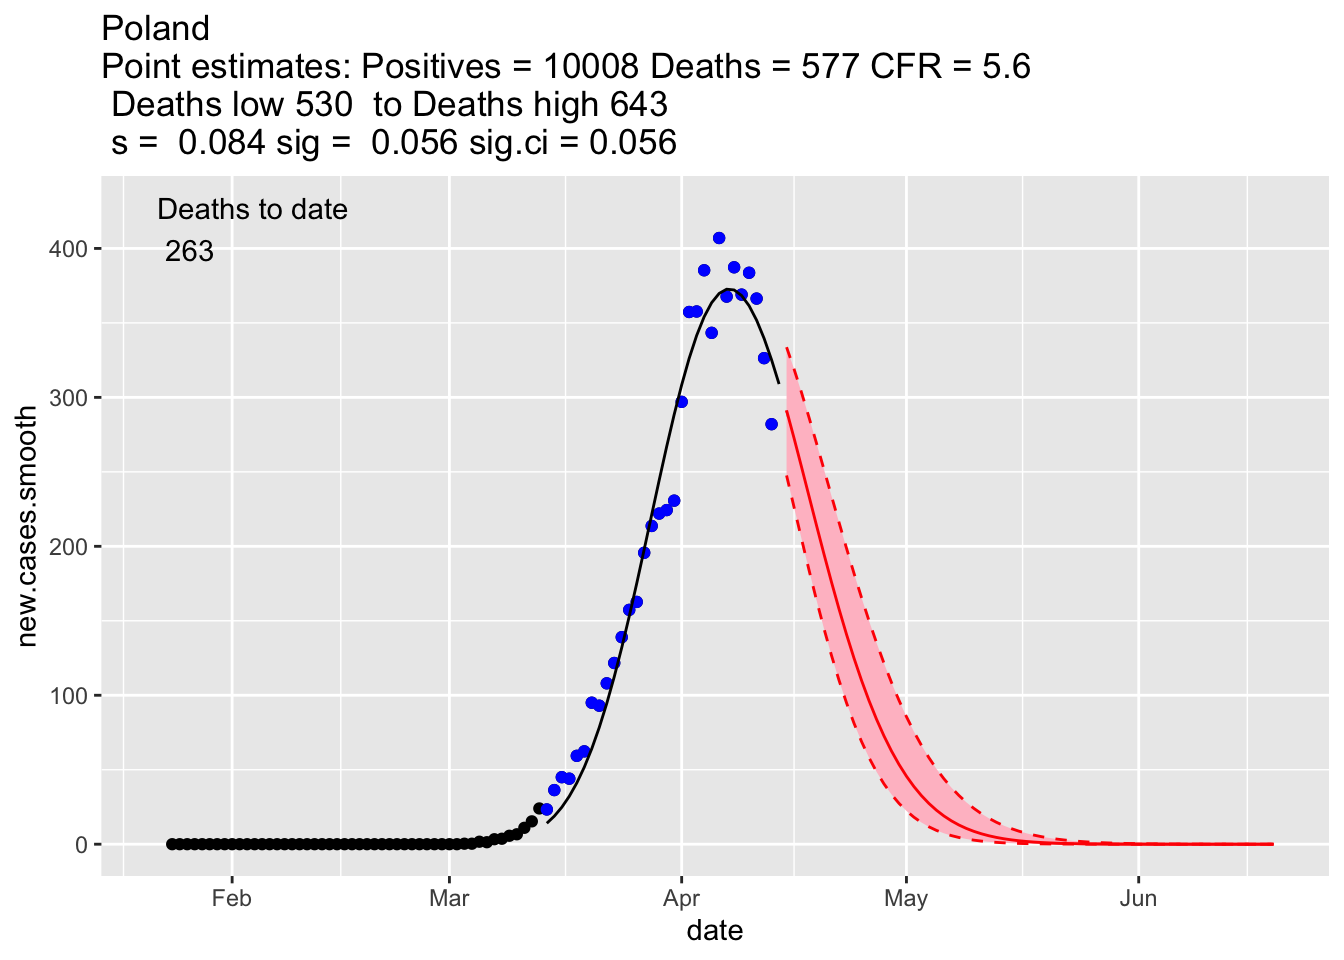 Poland
Point estimates: Positives = 10008 Deaths = 577 CFR = 5.6
Deaths low 530  to Deaths high 643
s =  0.084 sig =  0.056 sig.ci = 0.056
Deaths to date
263
400
300
200
100
0
new.cases.smooth
Feb Mar Apr May Jun
date